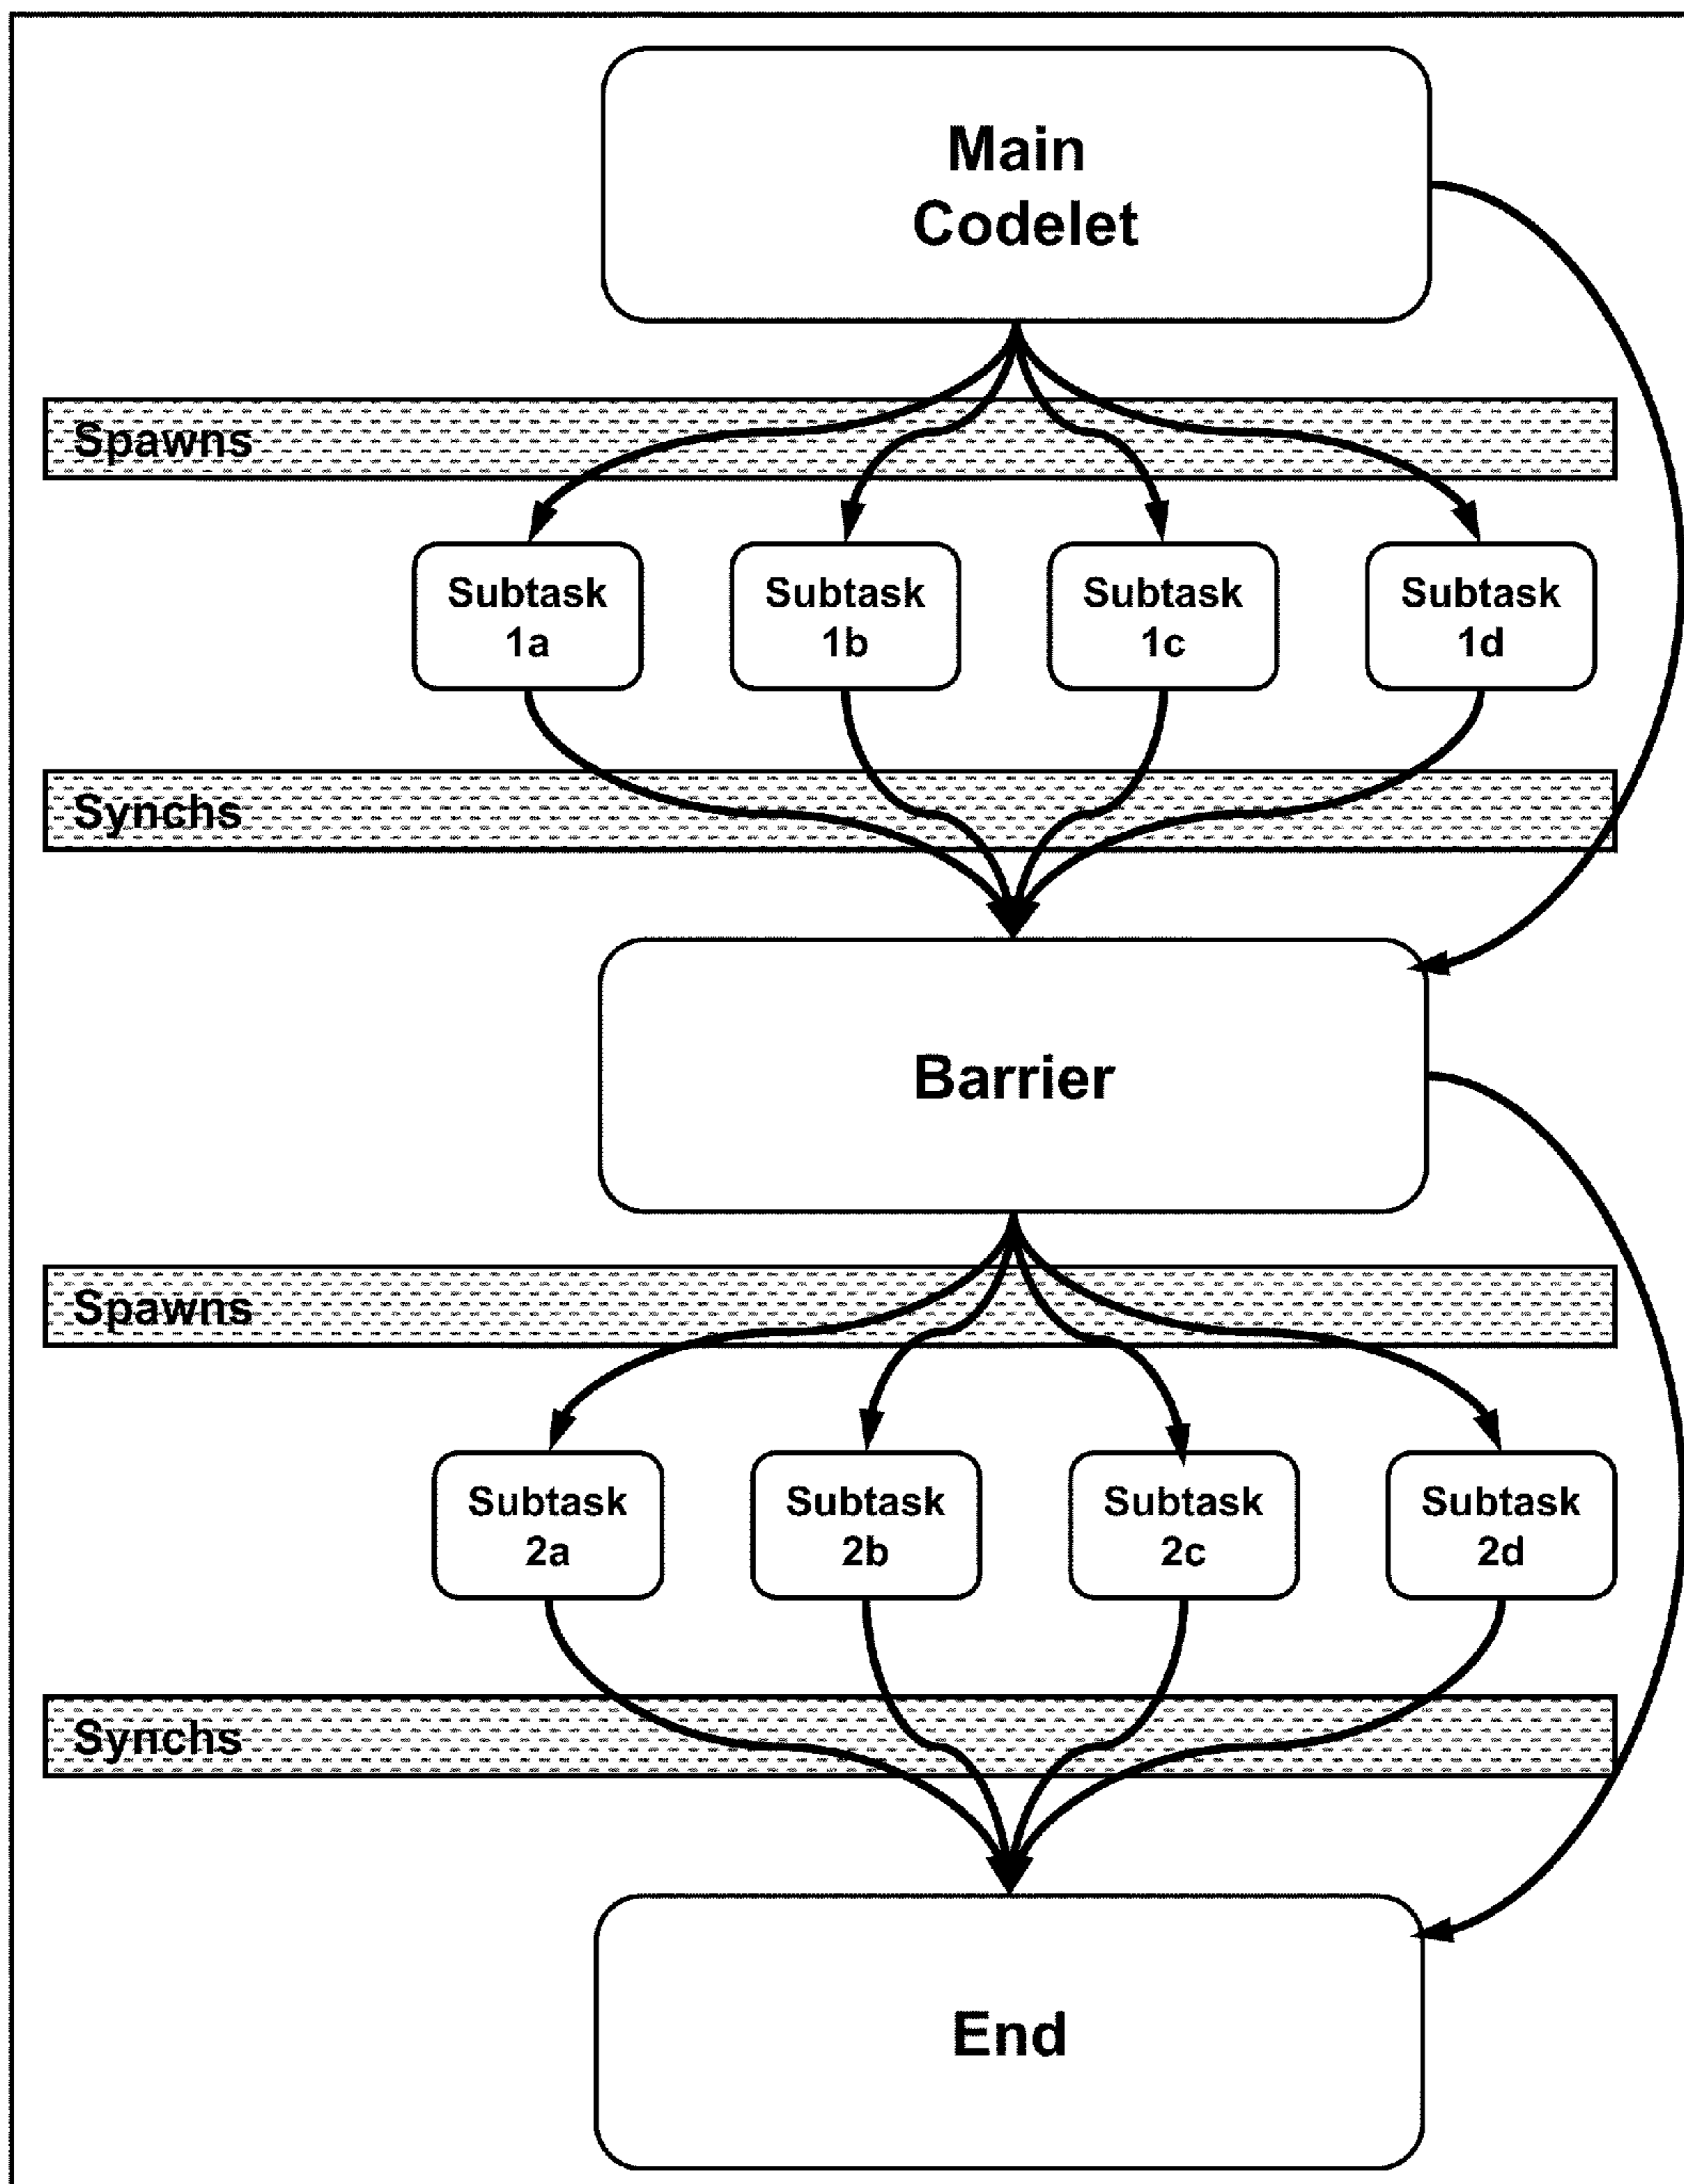 Main
Codelet
Spawns
Subtask
1a
Subtask
1b
Subtask
1c
Subtask
1d
Synchs
Barrier
Spawns
Subtask
2a
Subtask
2b
Subtask
2c
Subtask
2d
Synchs
End